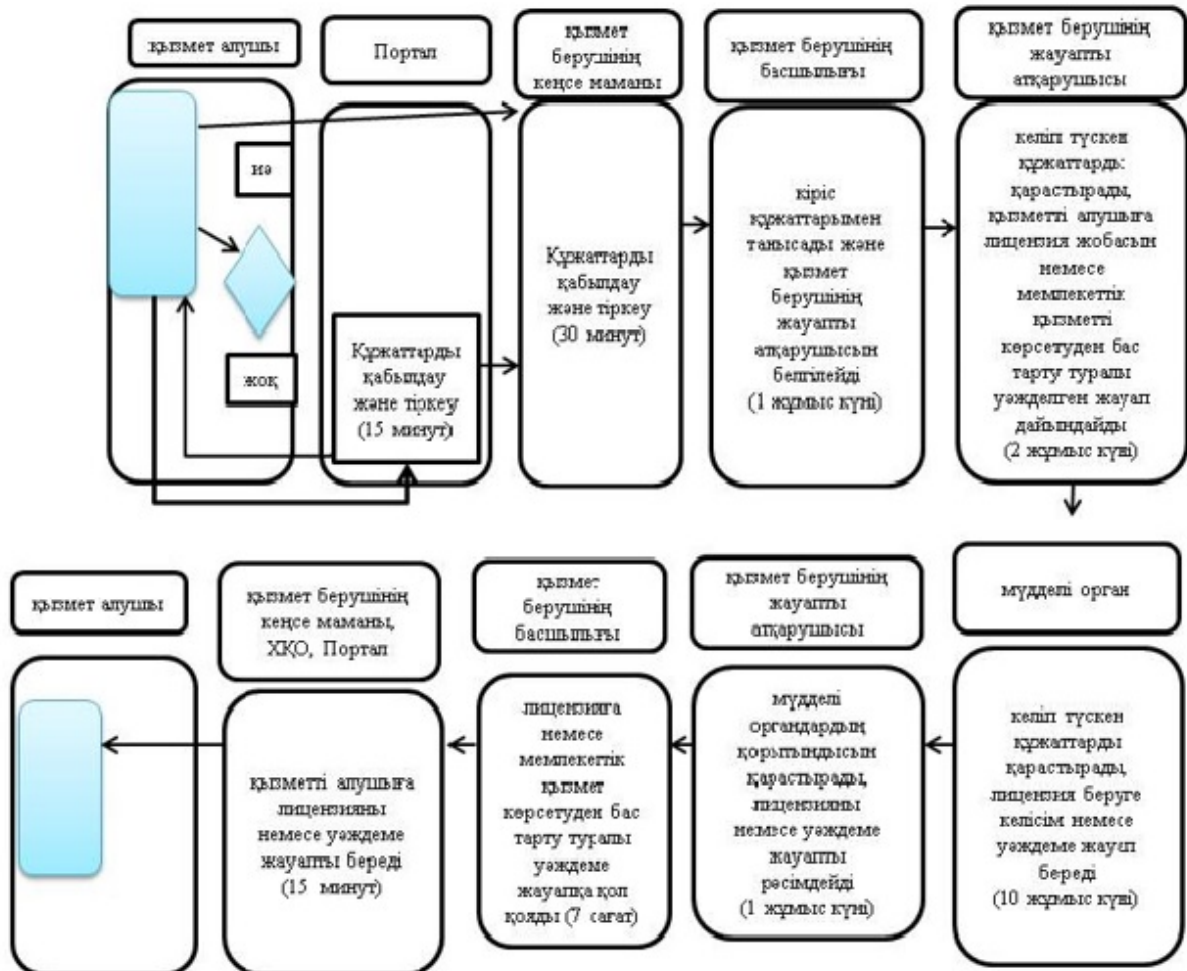 қызмет алушы
Портал
қызмет
берушінің
кеңсе маманы
қызмет берушінің
басшылығы
қызмет берушінің
жауапты
атқарушысы
иә
жоқ
Құжаттарды
қабылдау
және тіркеу
(15 минут)
Құжаттарды
қабылдау
және тіркеу
(30 минут)
кіріс
құжаттарымен
танысады және
қызмет
берушінің
жауапты
атқарушысын
белгілейді
(1 жұмыс күні)
келіп түскен
құжаттарды:
қарастырады,
қызметті алушыға
лицензия жобасын
немесе
мемлекеттік
қызметті
көрсетуден бас
тарту туралы
уәжделген жауап
дайындайды
(2 жұмыс күні)
қызмет алушы
қызмет берушінің
кеңсе маманы,
ХҚО, Портал
қызмет
берушінің
басшылығы
қызмет берушінің
жауапты
атқарушысы
мүдделі орган
қызметті алушыға
лицензияны
немесе уәждеме
жауапты береді
(15 минут)
лицензияға
немесе
мемлекеттік
қызмет
көрсетуден бас
тарту туралы
уәждеме
жауапқа қол
қояды (7 сағат)
мүдделі
органдардың
қорытындысын
қарастырады,
лицензияны
немесе уәждеме
жауапты
рәсімдейді
(1 жұмыс күні)
келіп түскен
құжаттарды
қарастырады,
лицензия беруге
келісім немесе
уәждеме жауап
береді
(10 жұмыс күні)